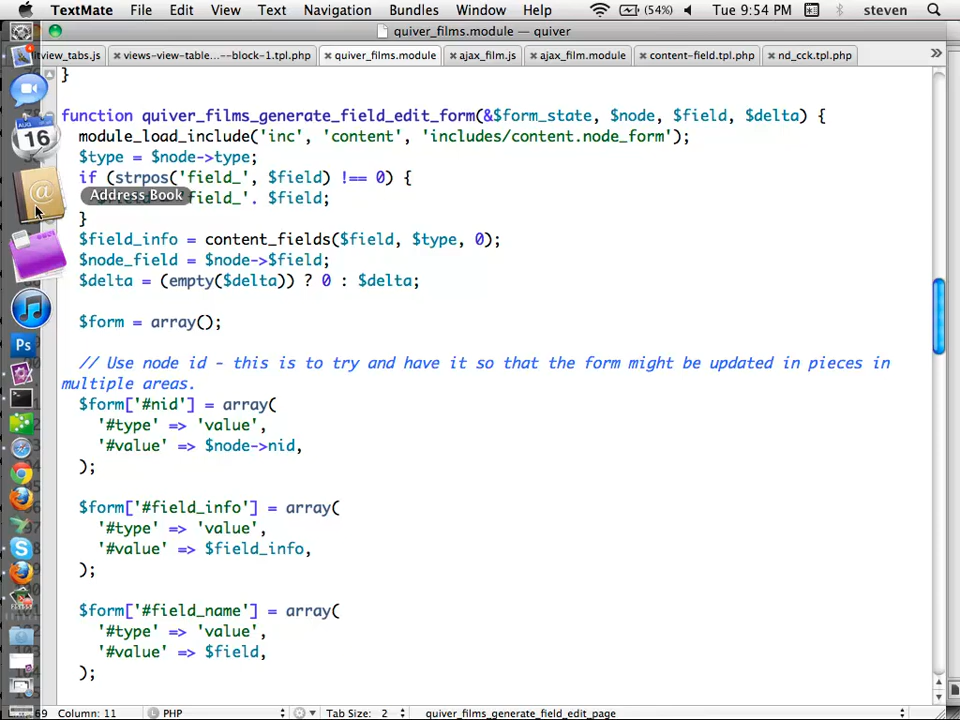 TextMate File Edit View Text Navigation Bundles Window Help (54%) Tue 9:54 PM steven
quiver_films.module — quiver
tview_tabs.js views-view-table...--block-1.tpl.php quiver_films.module ajax_film.js ajax_film.module content-field.tpl.php nd_cck.tpl.php »
}
function quiver_films_generate_field_edit_form(&$form_state, $node, $field, $delta) {
module_load_include('inc', 'content', 'includes/content.node_form');
$type = $node->type;
if (strpos('field_', $field) !== 0) {
Address Book
field_'. $field;
}
$field_info = content_fields($field, $type, 0);
$node_field = $node->$field;
$delta = (empty($delta)) ? 0 : $delta;
$form = array();
// Use node id - this is to try and have it so that the form might be updated in pieces in
multiple areas.
$form['#nid'] = array(
'#type' => 'value',
'#value' => $node->nid,
);
$form['#field_info'] = array(
'#type' => 'value',
'#value' => $field_info,
);
$form['#field_name'] = array(
'#type' => 'value',
'#value' => $field,
);
AUG
16
Ps
69 Column: 11 PHP Tab Size: 2 quiver_films_generate_field_edit_page